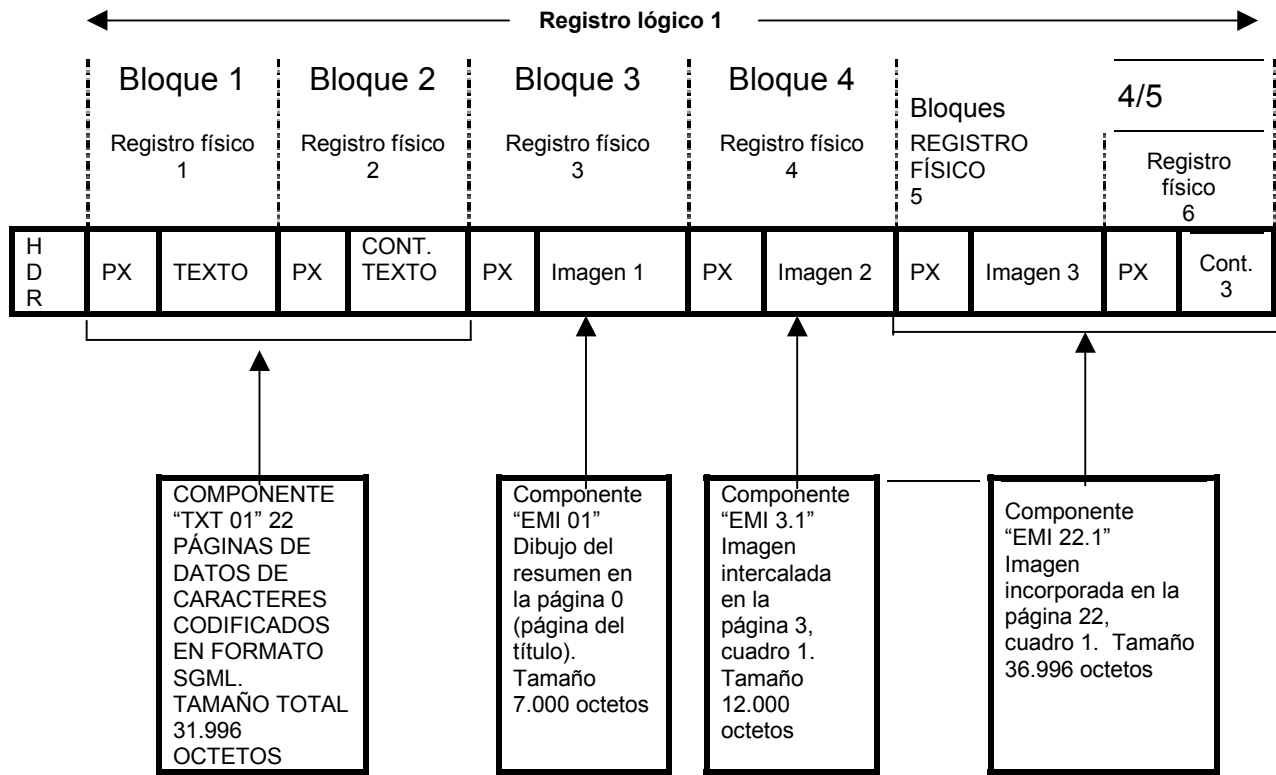 Registro lógico 1
Bloque 1
Bloque 2
Bloque 3
Bloque 4
Bloques
4/5
Registro físico
1
Registro físico
2
Registro físico
3
Registro físico
4
REGISTRO
FÍSICO
5
Registro
físico
6
H
D
R
PX
TEXTO
PX
CONT.
TEXTO
PX
Imagen 1
PX
Imagen 2
PX
Imagen 3
PX
Cont.
3
COMPONENTE
“TXT 01” 22
PÁGINAS DE
DATOS DE
CARACTERES
CODIFICADOS
EN FORMATO
SGML.
TAMAÑO TOTAL
31.996
OCTETOS
Componente
“EMI 01”
Dibujo del
resumen en
la página 0
(página del
título).
Tamaño
7.000 octetos
Componente
“EMI 3.1”
Imagen
intercalada
en la
página 3,
cuadro 1.
Tamaño
12.000
octetos
Componente
“EMI 22.1”
Imagen
incorporada en la
página 22,
cuadro 1.  Tamaño
36.996 octetos